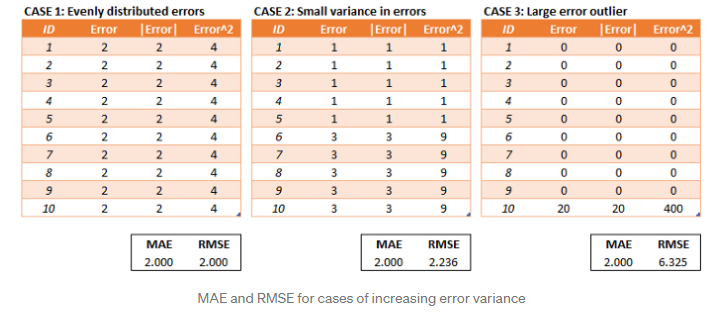 CASE 1: Evenly distributed errors CASE 2: Small variance in errors CASE 3: Large error outlier
ID Error |Error| Error^2 ID Error |Error| Error^2 ID Error |Error| Error^2
1 2 2 4 1 1 1 1 1 0 0 0
2 2 2 4 2 1 1 1 2 0 0 0
3 2 2 4 3 1 1 1 3 0 0 0
4 2 2 4 4 1 1 1 4 0 0 0
5 2 2 4 5 1 1 1 5 0 0 0
6 2 2 4 6 3 3 9 6 0 0 0
7 2 2 4 7 3 3 9 7 0 0 0
8 2 2 4 8 3 3 9 8 0 0 0
9 2 2 4 9 3 3 9 9 0 0 0
10 2 2 4 10 3 3 9 10 20 20 400
MAE RMSE MAE RMSE MAE RMSE
2.000 2.000 2.000 2.236 2.000 6.325
MAE and RMSE for cases of increasing error variance